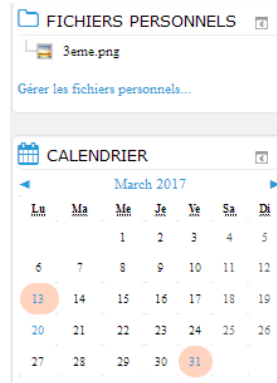 FICHIERS PERSONNELS
3eme.png
Gérer les fichiers personnels...
CALENDRIER
◄ March 2017 ►
Lu Ma Me Je Ve Sa Di
1 2 3 4 5
6 7 8 9 10 11 12
13 14 15 16 17 18 19
20 21 22 23 24 25 26
27 28 29 30 31